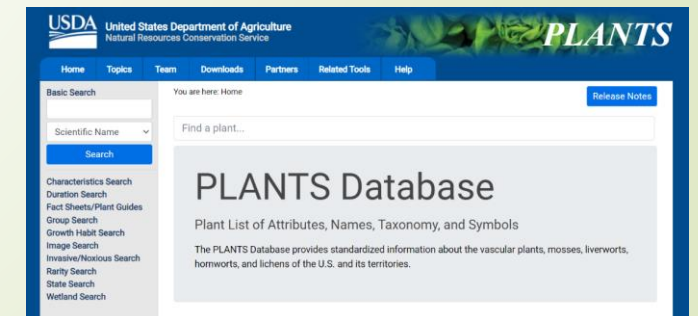 USDA United States Department of Agriculture
Natural Resources Conservation Service
PLANTS
Home Topics Team Downloads Partners Related Tools Help
Basic Search
You are here: Home
Release Notes
Scientific Name
Find a plant...
Search
Characteristics Search
Duration Search
Fact Sheets/Plant Guides
Group Search
Growth Habit Search
Image Search
Invasive/Noxious Search
Rarity Search
State Search
Wetland Search
PLANTS Database
Plant List of Attributes, Names, Taxonomy, and Symbols
The PLANTS Database provides standardized information about the vascular plants, mosses, liverworts,
hornworts, and lichens of the U.S. and its territories.